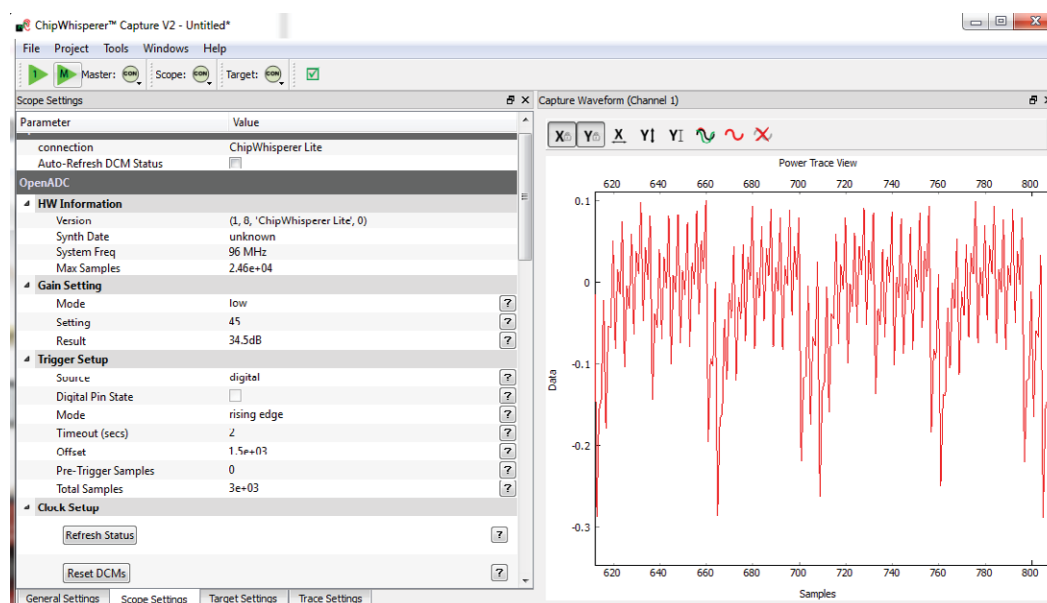 ChipWhisperer™ Capture V2 - Untitled*
File Project Tools Windows Help
1 M Master: CON Scope: CON Target: CON
Scope Settings
Parameter Value
connection ChipWhisperer Lite
Auto-Refresh DCM Status
OpenADC
HW Information
Version (1, 8, 'ChipWhisperer Lite', 0)
Synth Date unknown
System Freq 96 MHz
Max Samples 2.46e+04
Gain Setting
Mode low ?
Setting 45 ?
Result 34.5dB ?
Trigger Setup
Source digital ?
Digital Pin State ?
Mode rising edge ?
Timeout (secs) 2 ?
Offset 1.5e+03 ?
Pre-Trigger Samples 0 ?
Total Samples 3e+03 ?
Clock Setup
Refresh Status ?
Reset DCMs ?
General Settings Scope Settings Target Settings Trace Settings
Capture Waveform (Channel 1)
X Y X Y Y X
Power Trace View
620 640 660 680 700 720 740 760 780 800
0.1
0
-0.1
-0.2
-0.3
Data
620 640 660 680 700 720 740 760 780 800
Samples